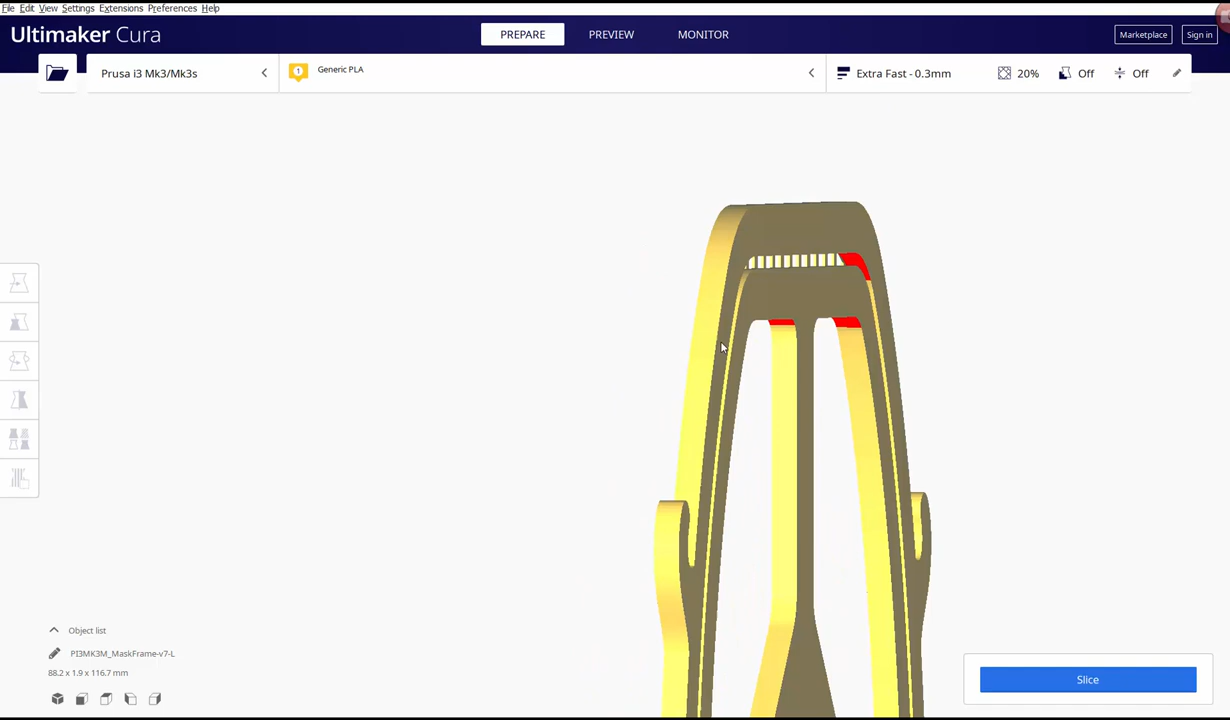 File Edit View Settings Extensions Preferences Help
Ultimaker Cura PREPARE PREVIEW MONITOR Marketplace Sign in
Prusa i3 Mk3/Mk3s 1 Generic PLA Extra Fast - 0.3mm 20% Off Off
Object list
PI3MK3M_MaskFrame-v7-L
88.2 x 1.9 x 116.7 mm
Slice